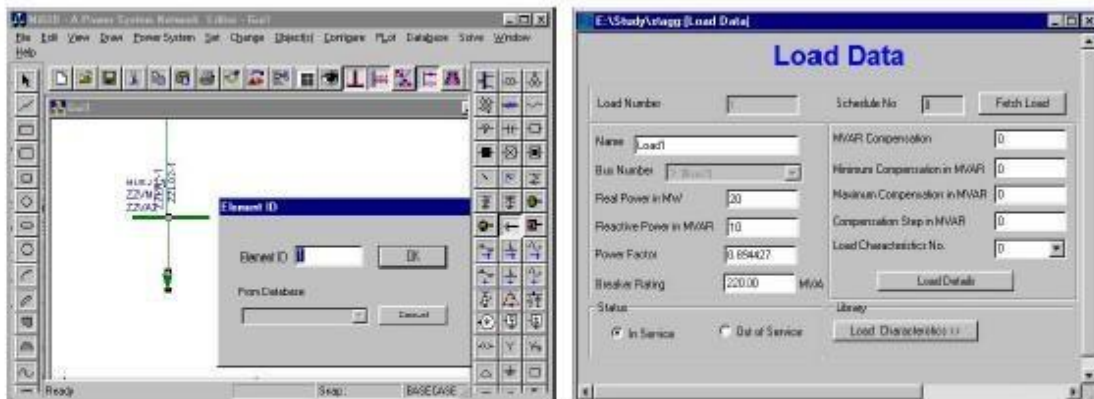 A Power System Network Editor
File Edit View Draw Power System Set Change Object(s) Configure Plot Database Solve Window
Help
Element ID
Element ID
OK
From Database
Cancel
Ready
Snap:
BASECASE
E:\Study\stagg:[Load Data]
Load Data
Load Number
Schedule No
Fetch Load
Name Load1
Bus Number
Real Power in MW 20
Reactive Power in MVAR 10
Power Factor 0.894427
Breaker Rating 220.00 MVA
MVAR Compensation 0
Minimum Compensation in MVAR 0
Maximum Compensation in MVAR 0
Compensation Step in MVAR 0
Load Characteristics No. 0
Load Details
Status
In Service
Out of Service
Library
Load Characteristics >>